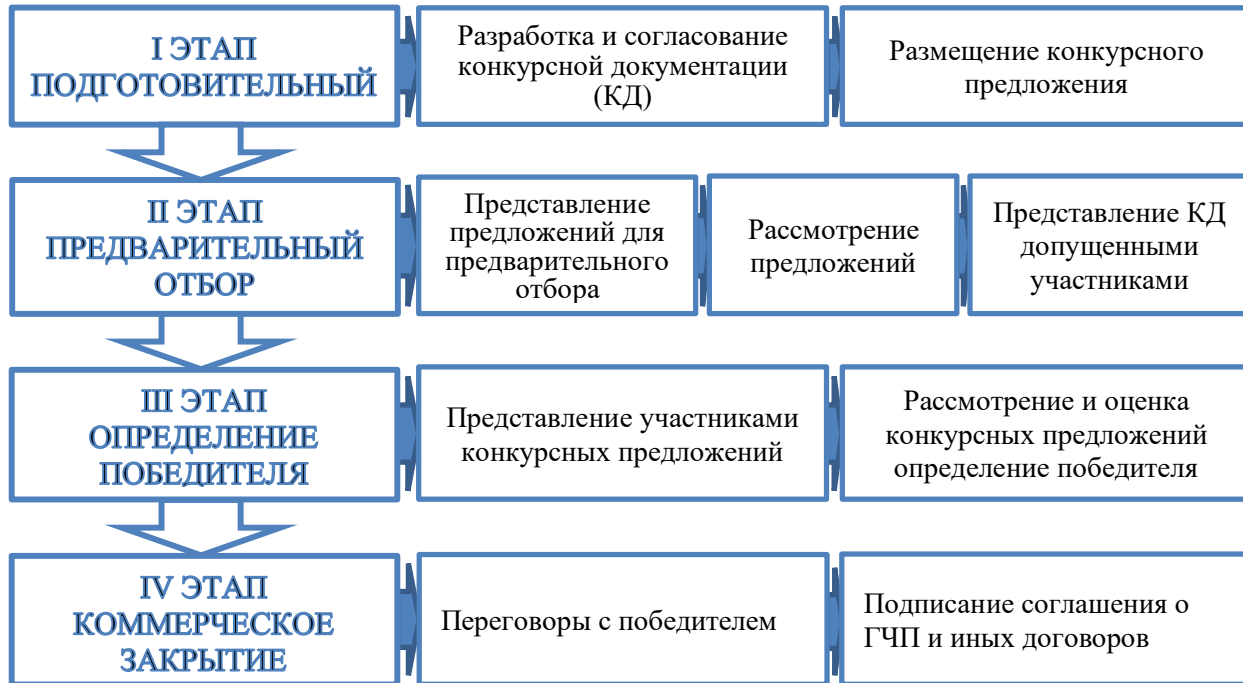 I ЭТАП
ПОДГОТОВИТЕЛЬНЫЙ
Разработка и согласование
конкурсной документации
(КД)
Размещение конкурсного
предложения
II ЭТАП
ПРЕДВАРИТЕЛЬНЫЙ
ОТБОР
Представление
предложений для
предварительного
отбора
Рассмотрение
предложений
Представление КД
допущенными
участниками
III ЭТАП
ОПРЕДЕЛЕНИЕ
ПОБЕДИТЕЛЯ
Представление участниками
конкурсных предложений
Рассмотрение и оценка
конкурсных предложений
определение победителя
IV ЭТАП
КОММЕРЧЕСКОЕ
ЗАКРЫТИЕ
Переговоры с победителем
Подписание соглашения о
ГЧП и иных договоров